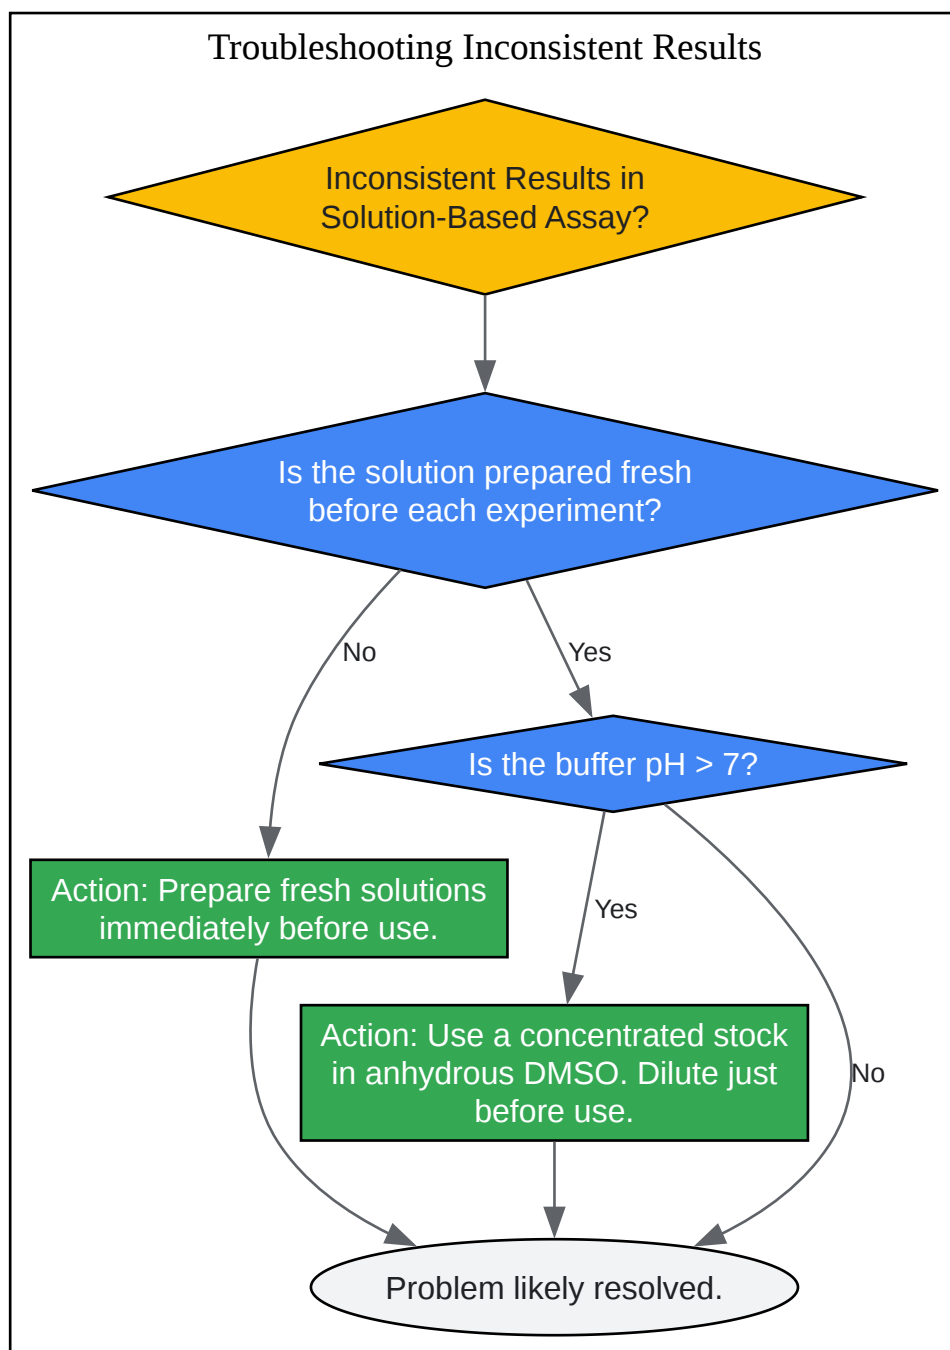 Troubleshooting Inconsistent Results
Inconsistent Results in
Solution-Based Assay?
Is the solution prepared fresh
before each experiment?
No
Yes
Is the buffer pH > 7?
Action: Prepare fresh solutions
immediately before use.
Yes
Action: Use a concentrated stock
in anhydrous DMSO. Dilute just
before use.
No
Problem likely resolved.